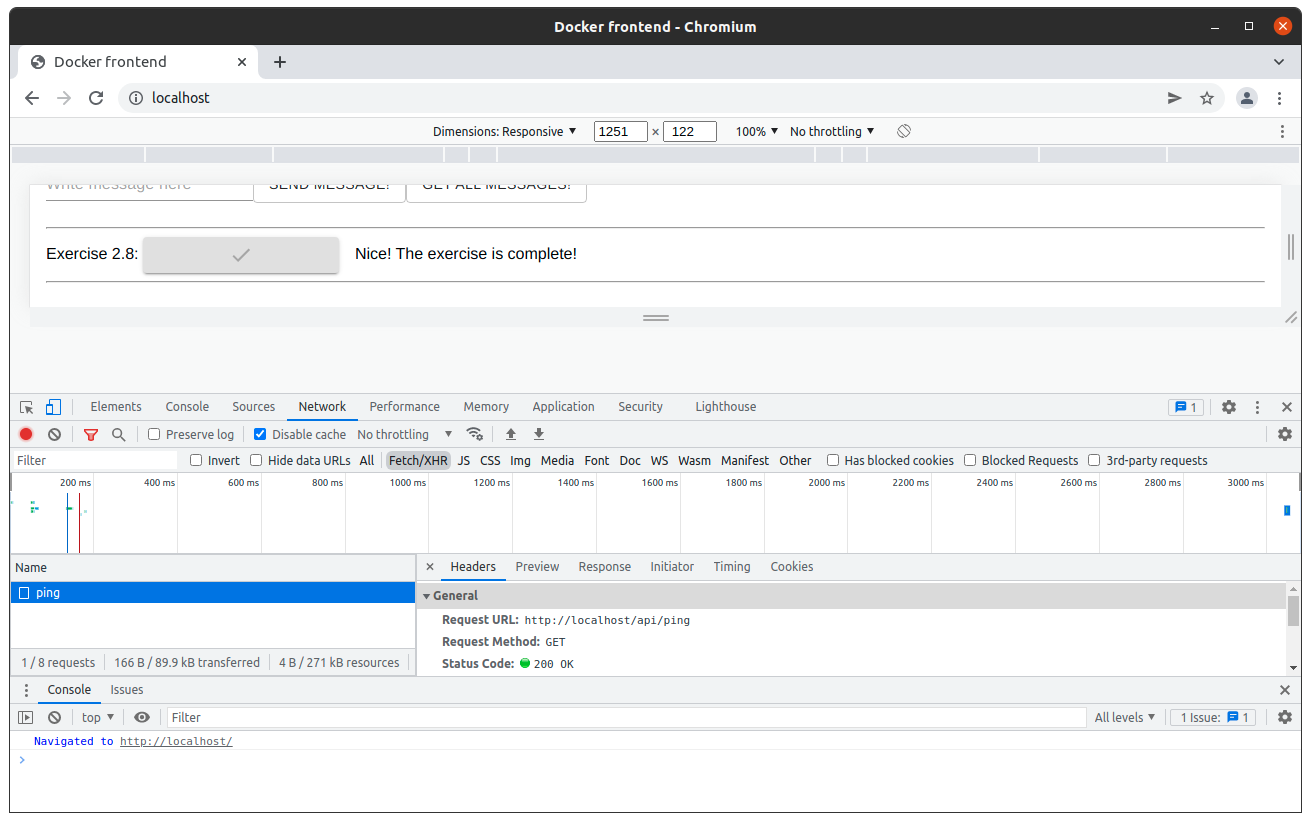 Docker frontend - Chromium
Docker frontend
localhost
Dimensions: Responsive ▼ 1251 × 122 100% ▼ No throttling ▼
Write message here SEND MESSAGE! GET ALL MESSAGES!
Exercise 2.8: Nice! The exercise is complete!
Elements Console Sources Network Performance Memory Application Security Lighthouse 1
Preserve log Disable cache No throttling ▼
Filter Invert Hide data URLs All Fetch/XHR JS CSS Img Media Font Doc WS Wasm Manifest Other Has blocked cookies Blocked Requests 3rd-party requests
200 ms 400 ms 600 ms 800 ms 1000 ms 1200 ms 1400 ms 1600 ms 1800 ms 2000 ms 2200 ms 2400 ms 2600 ms 2800 ms 3000 ms
Name Headers Preview Response Initiator Timing Cookies
ping
General
Request URL: http://localhost/api/ping
Request Method: GET
Status Code: 200 OK
1 / 8 requests 166 B / 89.9 kB transferred 4 B / 271 kB resources
Console Issues
top ▼ Filter All levels ▼ 1 Issue: 1
Navigated to http://localhost/